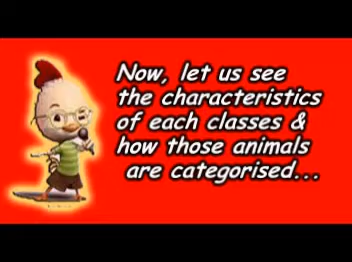 Now, let us see
the characteristics
of each classes &
how those animals
are categorised...